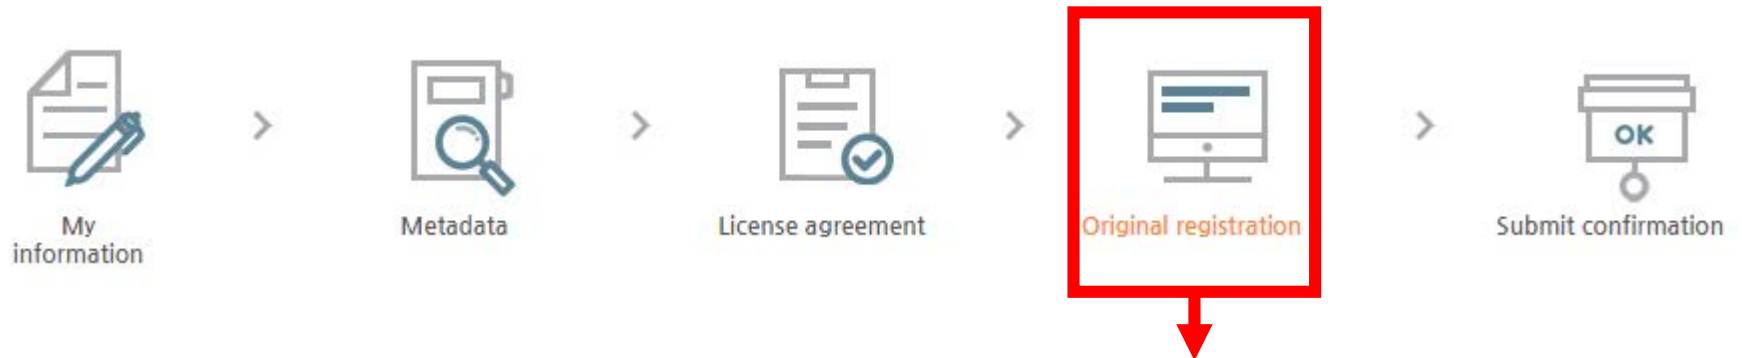 OK
My
information
Metadata
License agreement
Original registration
Submit confirmation